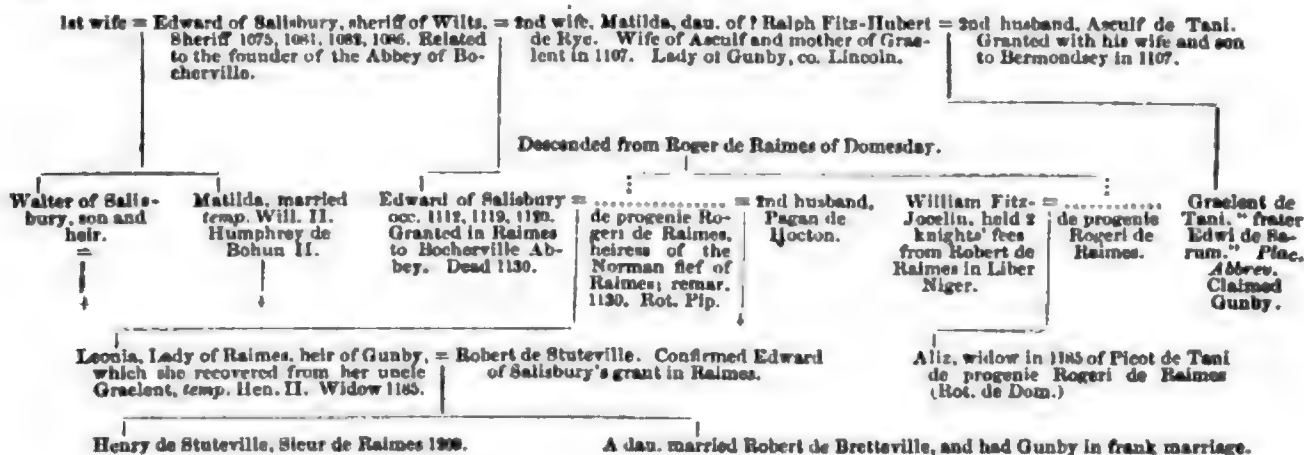 1st wife = Edward of Salisbury, sheriff of Wilts. = 2nd wife, Matilda, dau. of ? Ralph Fitz-Hubert = 2nd husband, Asculf de Tani.
Sheriff 1075, 1081, 1082, 1086. Related de Rye. Wife of Asculf and mother of Grae- Granted with his wife and son
to the founder of the Abbey of Bo- lent in 1107. Lady of Gunby, co. Lincoln. to Bermondsey in 1107.
cherville.
Descended from Roger de Raimes of Domesday.
Walter of Salis-
bury, son and
heir.
=
Matilda, married
temp. Will. II.
Humphrey de
Bohun II.
Edward of Salisbury =
occ. 1112, 1119, 1120.
Granted in Raimes
to Bocherville Ab-
bey. Dead 1130.
de progenie Ro-
geri de Raimes,
heiress of the
Norman fief of
Raimes; remar.
1130. Rot. Pip.
= 2nd husband,
Pagan de
Hocton.
William Fitz- =
Jocelin, held 2
knights' fees
from Robert de
Raimes in Liber
Niger.
de progenie
Rogeri de
Raimes.
Graelent de
Tani. "frater
Edwi de Sa-
rum." Plac.
Abbrev.
Claimed
Gunby.
Leonia, Lady of Raimes, heir of Gunby, = Robert de Stuteville. Confirmed Edward
which she recovered from her uncle of Salisbury's grant in Raimes.
Graelent, temp. Hen. II. Widow 1185.
Aliz, widow in 1185 of Picot de Tani
de progenie Rogeri de Raimes
(Rot. de Dom.)
Henry de Stuteville, Sieur de Raimes
A dau. married Robert de Bretteville, and had Gunby in frank marriage.